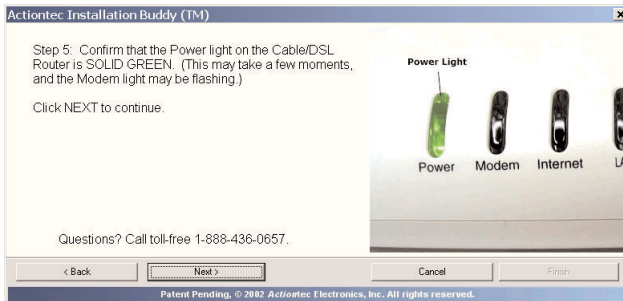 Actiontec Installation Buddy (TM)
Step 5: Confirm that the Power light on the Cable/DSL
Router is SOLID GREEN. (This may take a few moments,
and the Modem light may be flashing.)
Click NEXT to continue.
Power Light
Power Modem Internet LA
Questions? Call toll-free 1-888-436-0657.
< Back Next > Cancel Finish
Patent Pending, © 2002 Actiontec Electronics, Inc. All rights reserved.